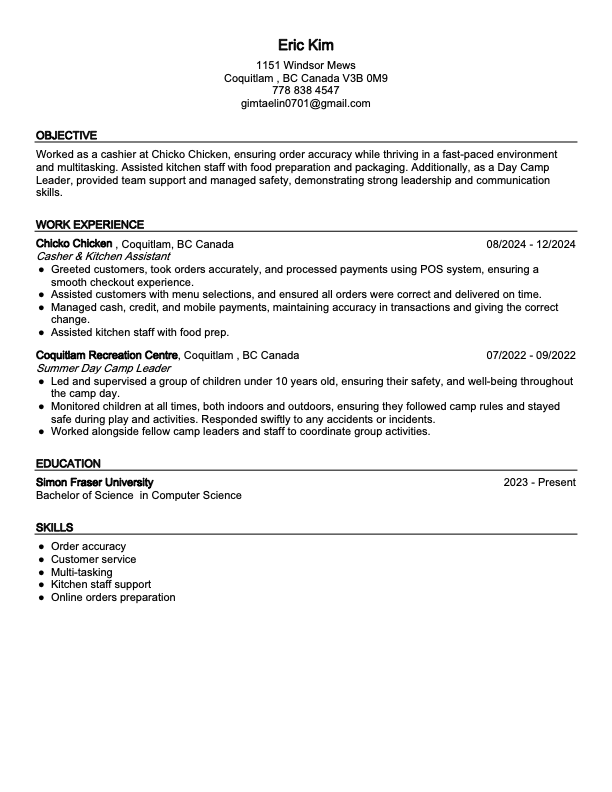 Eric Kim
1151 Windsor Mews
Coquitlam , BC Canada V3B 0M9
778 838 4547
gimtaelin0701@gmail.com
OBJECTIVE
Worked as a cashier at Chicko Chicken, ensuring order accuracy while thriving in a fast-paced environment
and multitasking. Assisted kitchen staff with food preparation and packaging. Additionally, as a Day Camp
Leader, provided team support and managed safety, demonstrating strong leadership and communication
skills.
WORK EXPERIENCE
Chicko Chicken , Coquitlam, BC Canada 08/2024 - 12/2024
Casher & Kitchen Assistant
● Greeted customers, took orders accurately, and processed payments using POS system, ensuring a
smooth checkout experience.
● Assisted customers with menu selections, and ensured all orders were correct and delivered on time.
● Managed cash, credit, and mobile payments, maintaining accuracy in transactions and giving the correct
change.
● Assisted kitchen staff with food prep.
Coquitlam Recreation Centre, Coquitlam , BC Canada 07/2022 - 09/2022
Summer Day Camp Leader
● Led and supervised a group of children under 10 years old, ensuring their safety, and well-being throughout
the camp day.
● Monitored children at all times, both indoors and outdoors, ensuring they followed camp rules and stayed
safe during play and activities. Responded swiftly to any accidents or incidents.
● Worked alongside fellow camp leaders and staff to coordinate group activities.
EDUCATION
Simon Fraser University 2023 - Present
Bachelor of Science in Computer Science
SKILLS
● Order accuracy
● Customer service
● Multi-tasking
● Kitchen staff support
● Online orders preparation